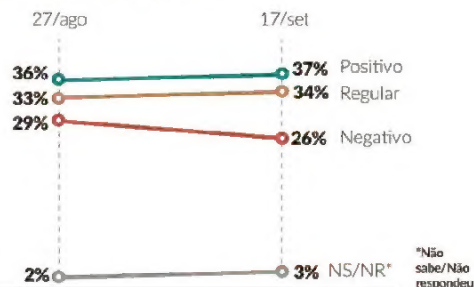 27/ago 17/set
36% 37% Positivo
33% 34% Regular
29% 26% Negativo
2% 3% NS/NR*
*Não
sabe/Não
respondeu